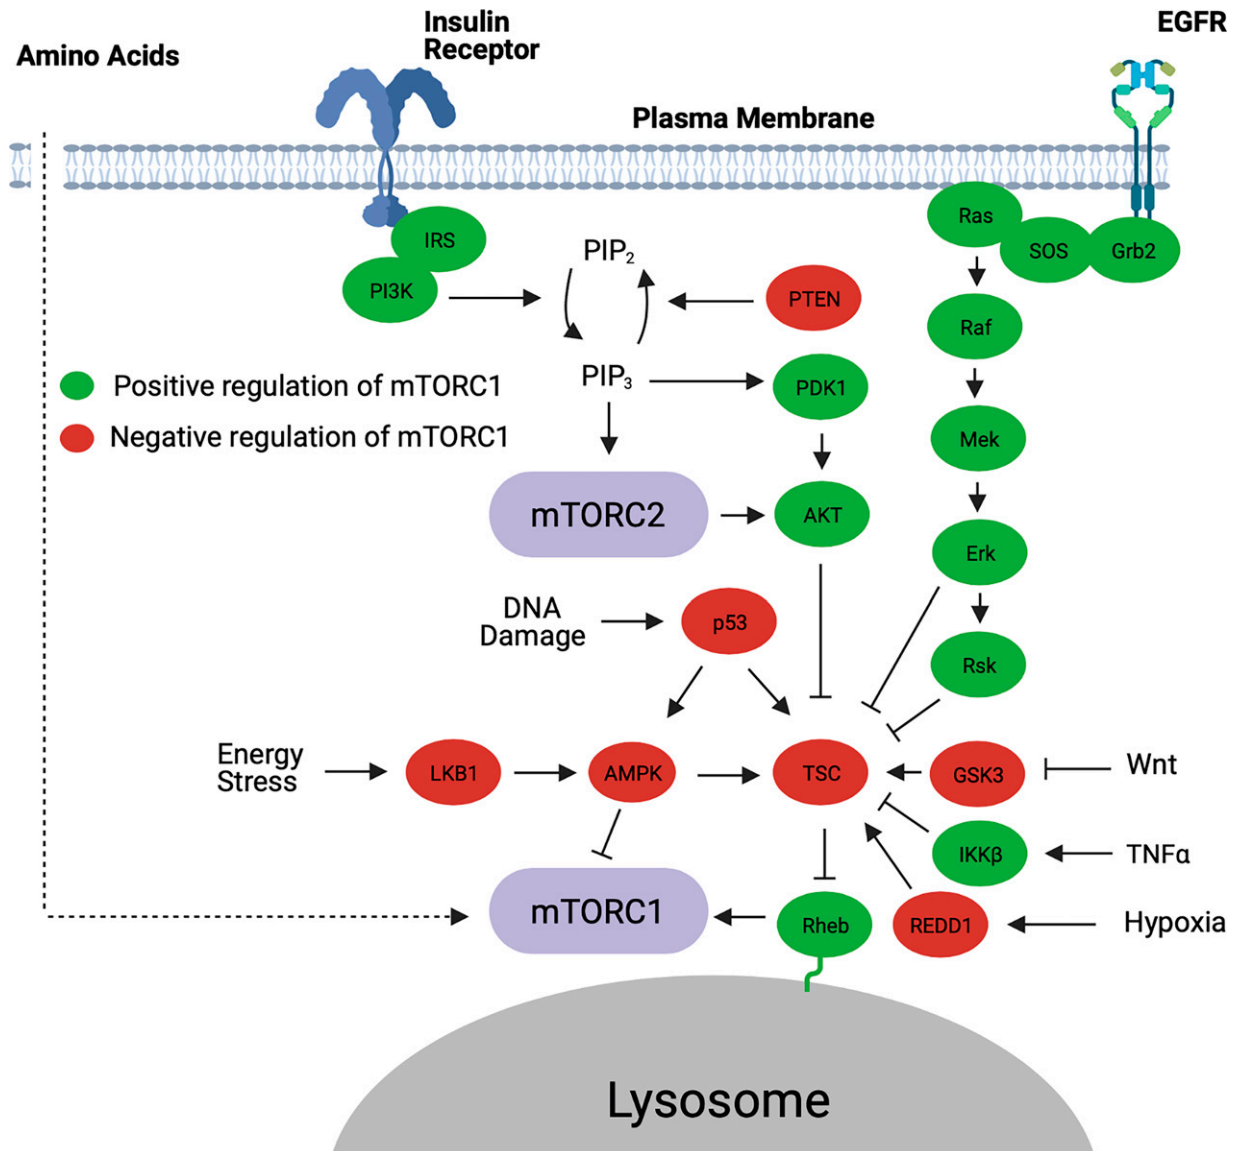 Amino Acids
Insulin
Receptor
EGFR
Plasma Membrane
IRS
PI3K
PIP₂
PTEN
Ras
SOS
Grb2
Raf
Positive regulation of mTORC1
Negative regulation of mTORC1
PIP₃
PDK1
Mek
mTORC2
AKT
Erk
DNA
Damage
p53
Rsk
Energy
Stress
LKB1
AMPK
TSC
GSK3
Wnt
IKKβ
TNFα
mTORC1
Rheb
REDD1
Hypoxia
Lysosome